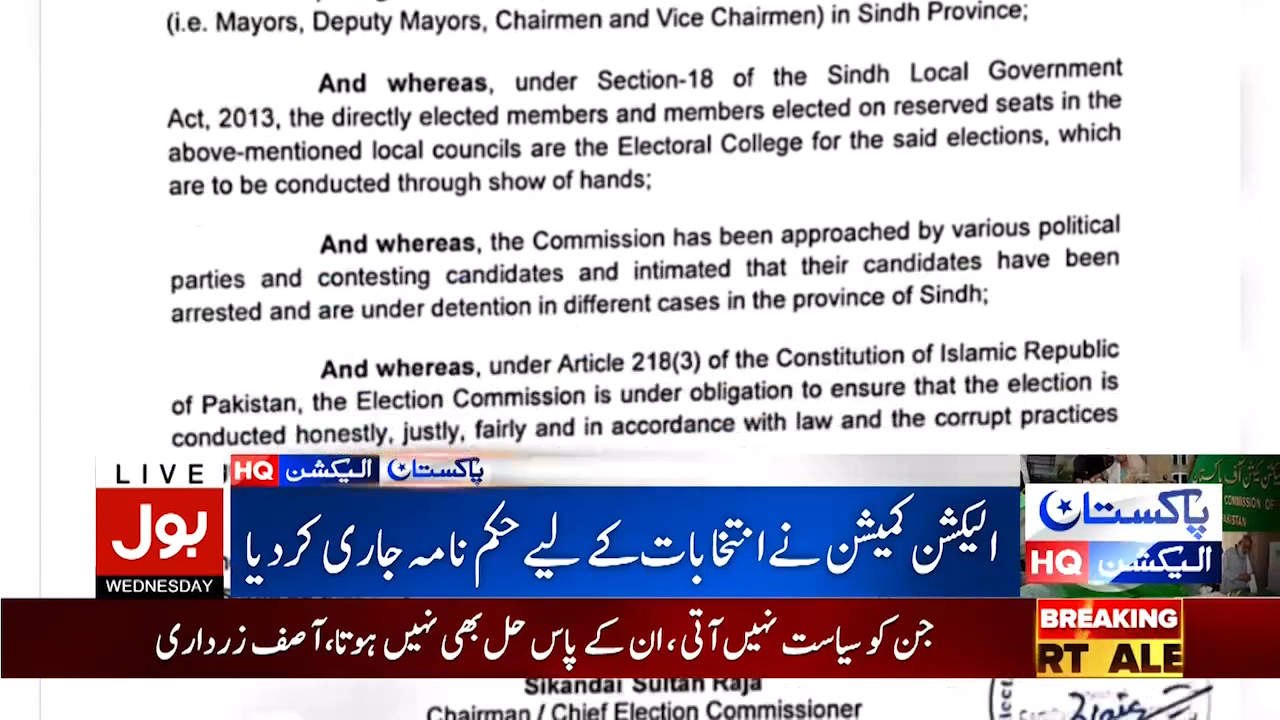 (i.e. Mayors, Deputy Mayors, Chairmen and Vice Chairmen) in Sindh Province;
And whereas, under Section-18 of the Sindh Local Government
Act, 2013, the directly elected members and members elected on reserved seats in the
above-mentioned local councils are the Electoral College for the said elections, which
are to be conducted through show of hands;
And whereas, the Commission has been approached by various political
parties and contesting candidates and intimated that their candidates have been
arrested and are under detention in different cases in the province of Sindh;
And whereas, under Article 218(3) of the Constitution of Islamic Republic
of Pakistan, the Election Commission is under obligation to ensure that the election is
conducted honestly, justly, fairly and in accordance with law and the corrupt practices
LIVE
پاکستان الیکشن HQ
بول
WEDNESDAY
الیکشن کمیشن نے انتخابات کے لیے حکم نامہ جاری کردیا
پاکستان
الیکشن HQ
COMMISSION OF
PAKISTAN
جن کو سیاست نہیں آتی، ان کے پاس حل بھی نہیں ہوتا، آصف زرداری
BREAKING
RT ALE
Sikandar Sultan Raja
Chairman / Chief Election Commissioner